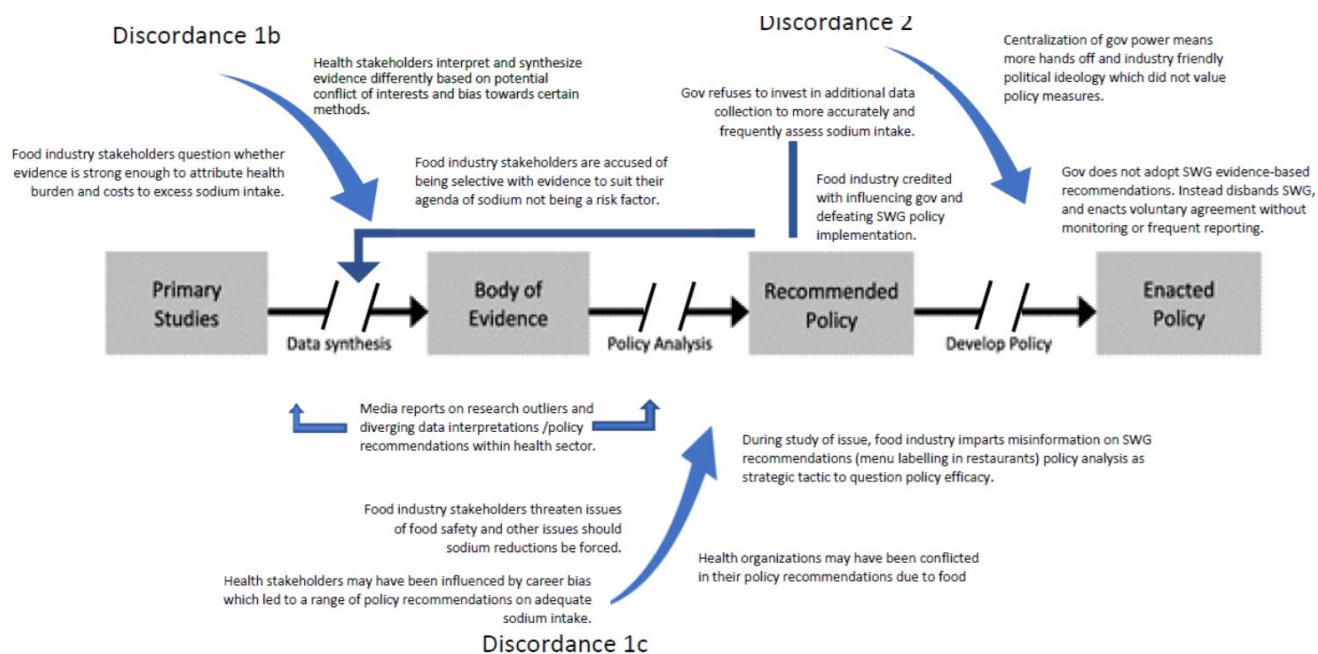 Discordance 1b
Discordance 2
Health stakeholders interpret and synthesize
evidence differently based on potential
conflict of interests and bias towards certain
methods.
Centralization of gov power means
more hands off and industry friendly
political ideology which did not value
policy measures.
Gov refuses to invest in additional data
collection to more accurately and
frequently assess sodium intake.
Food industry stakeholders question whether
evidence is strong enough to attribute health
burden and costs to excess sodium intake.
Food industry stakeholders are accused of
being selective with evidence to suit their
agenda of sodium not being a risk factor.
Food industry credited
with influencing gov and
defeating SWG policy
implementation.
Gov does not adopt SWG evidence-based
recommendations. Instead disbands SWG,
and enacts voluntary agreement without
monitoring or frequent reporting.
Primary
Studies
Data synthesis
Body of
Evidence
Policy Analysis
Recommended
Policy
Develop Policy
Enacted
Policy
Media reports on research outliers and
diverging data interpretations /policy
recommendations within health sector.
During study of issue, food industry imparts misinformation on SWG
recommendations (menu labelling in restaurants) policy analysis as
strategic tactic to question policy efficacy.
Food industry stakeholders threaten issues
of food safety and other issues should
sodium reductions be forced.
Health organizations may have been conflicted
in their policy recommendations due to food
Health stakeholders may have been influenced by career bias
which led to a range of policy recommendations on adequate
sodium intake.
Discordance 1c